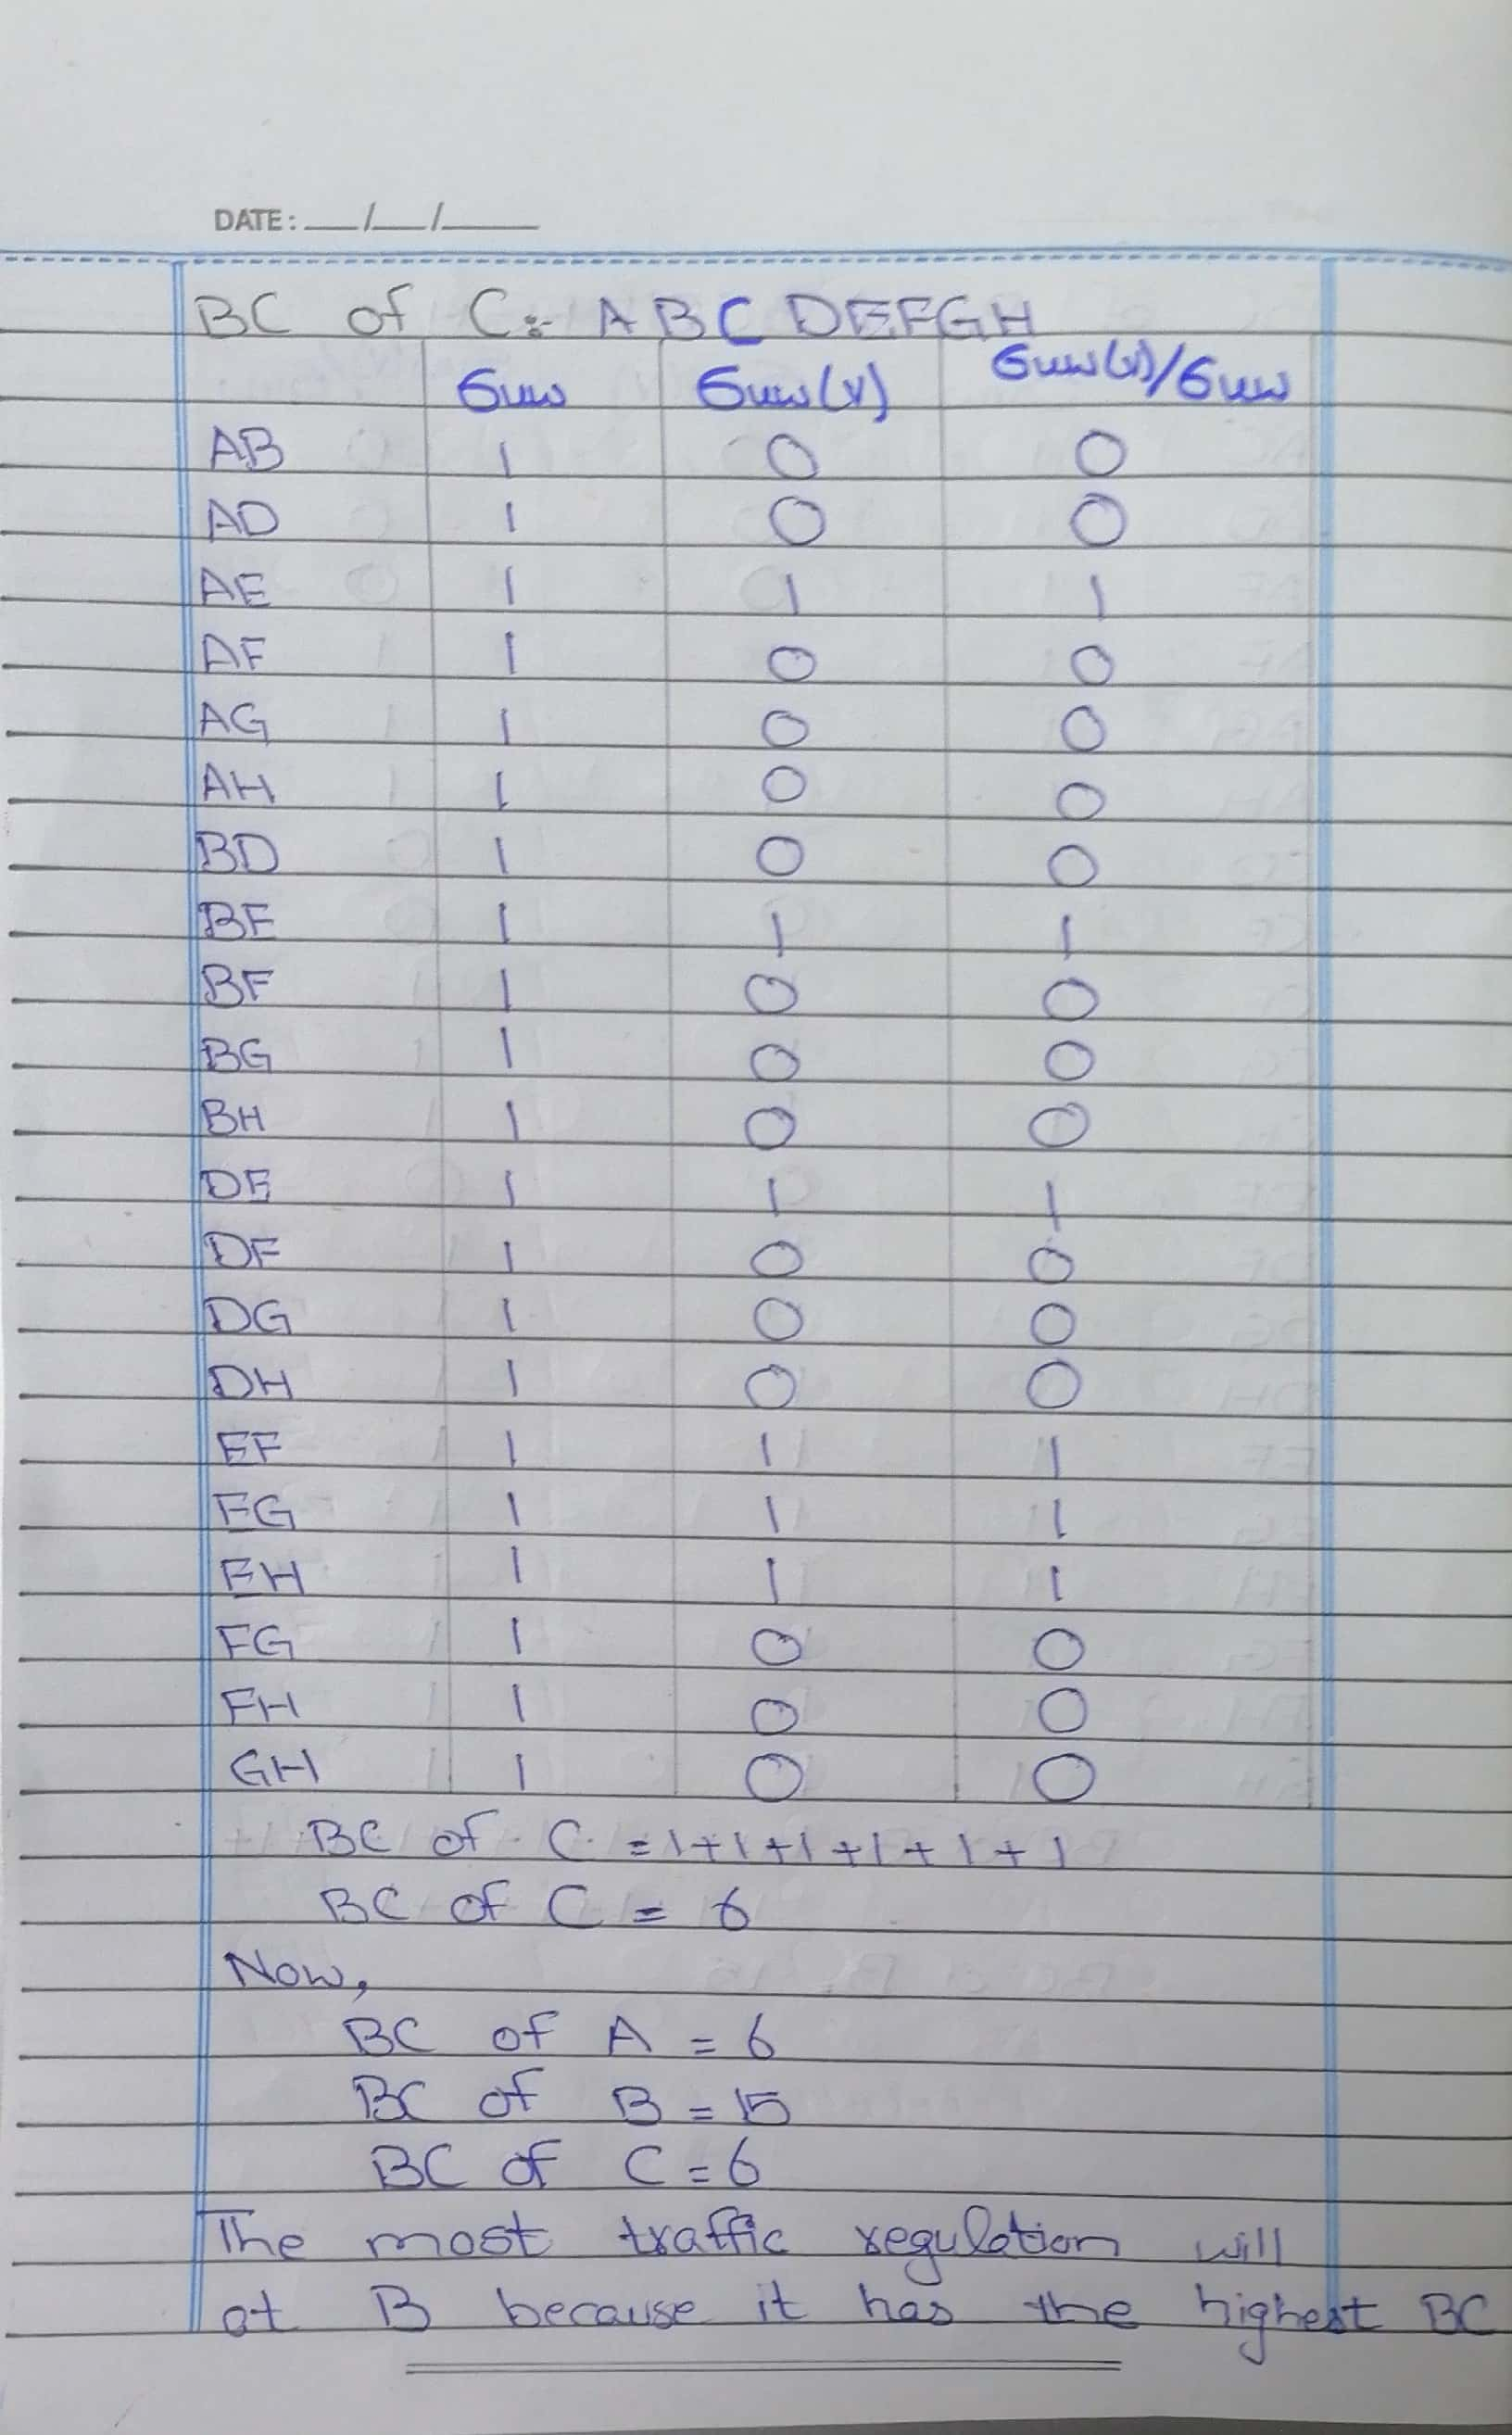 DATE: __/__/____
BC of C:- A B C D E F G H
σuw σuw(v) σuw(v)/σuw
AB 1 0 0
AD 1 0 0
AE 1 1 1
AF 1 0 0
AG 1 0 0
AH 1 0 0
BD 1 0 0
BE 1 1 1
BF 1 0 0
BG 1 0 0
BH 1 0 0
DE 1 1 1
DF 1 0 0
DG 1 0 0
DH 1 0 0
EF 1 1 1
EG 1 1 1
EH 1 1 1
FG 1 0 0
FH 1 0 0
GH 1 0 0
BC of C = 1+1+1+1+1+1
BC of C = 6
Now,
BC of A = 6
BC of B = 15
BC of C = 6
The most traffic regulation will
at B because it has the highest BC